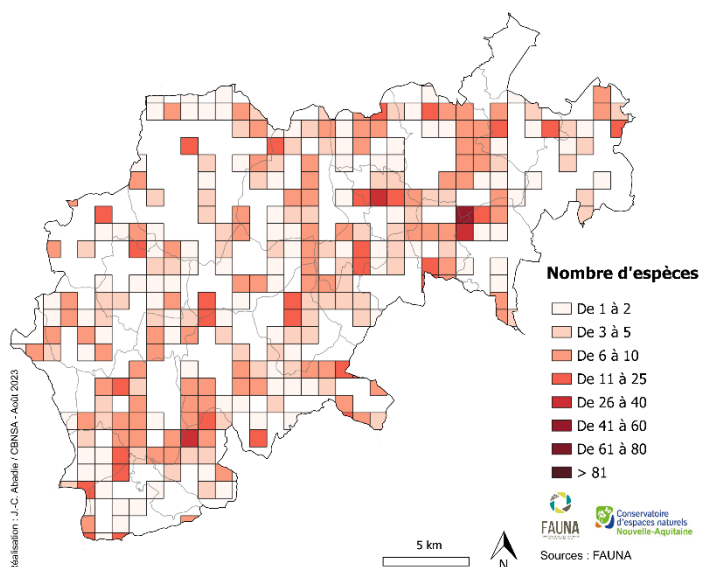 Nombre d'espèces
De 1 à 2
De 3 à 5
De 6 à 10
De 11 à 25
De 26 à 40
De 41 à 60
De 61 à 80
> 81
Réalisation : J.-C. Abadie / CBNSA - Août 2023
5 km
N
FAUNA
Conservatoire
d'espaces naturels
Nouvelle-Aquitaine
Sources : FAUNA